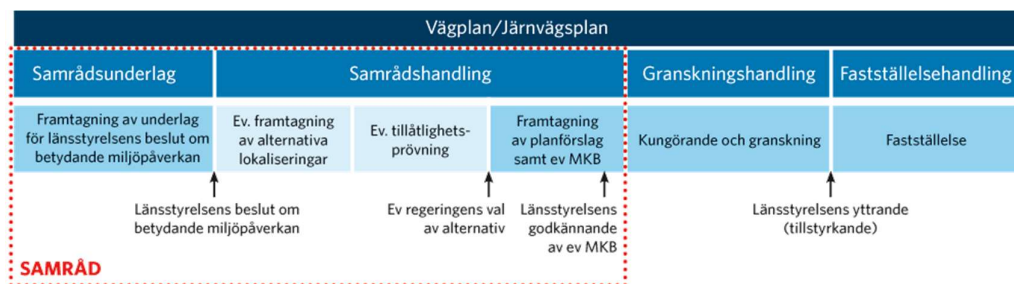 Vägplan/Järnvägsplan
Samrådsunderlag
Samrådshandling
Granskningshandling
Fastställelsehandling
Framtagning av underlag
för länsstyrelsens beslut om
betydande miljöpåverkan
Ev. framtagning
av alternativa
lokaliseringar
Ev. tillåtlighets-
prövning
Framtagning
av planförslag
samt ev MKB
Kungörande och granskning
Fastställelse
Länsstyrelsens beslut om
betydande miljöpåverkan
Ev regeringens val
av alternativ
Länsstyrelsens
godkännande
av ev MKB
Länsstyrelsens yttrande
(tillstyrkande)
SAMRÅD